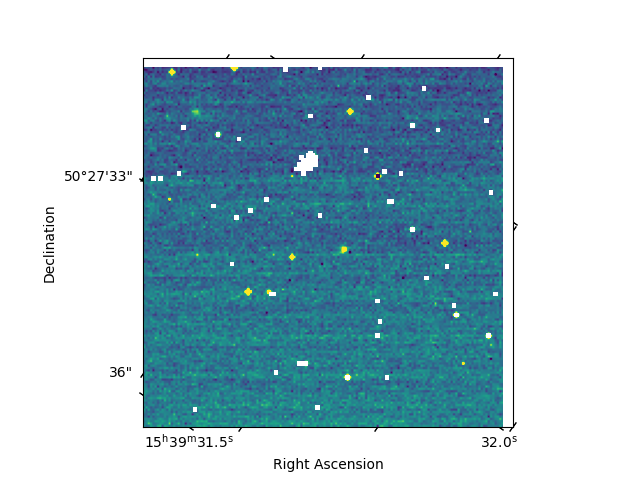 50°27'33"
Declination
36"
15ʰ39ᵐ31.5ˢ
32.0ˢ
Right Ascension